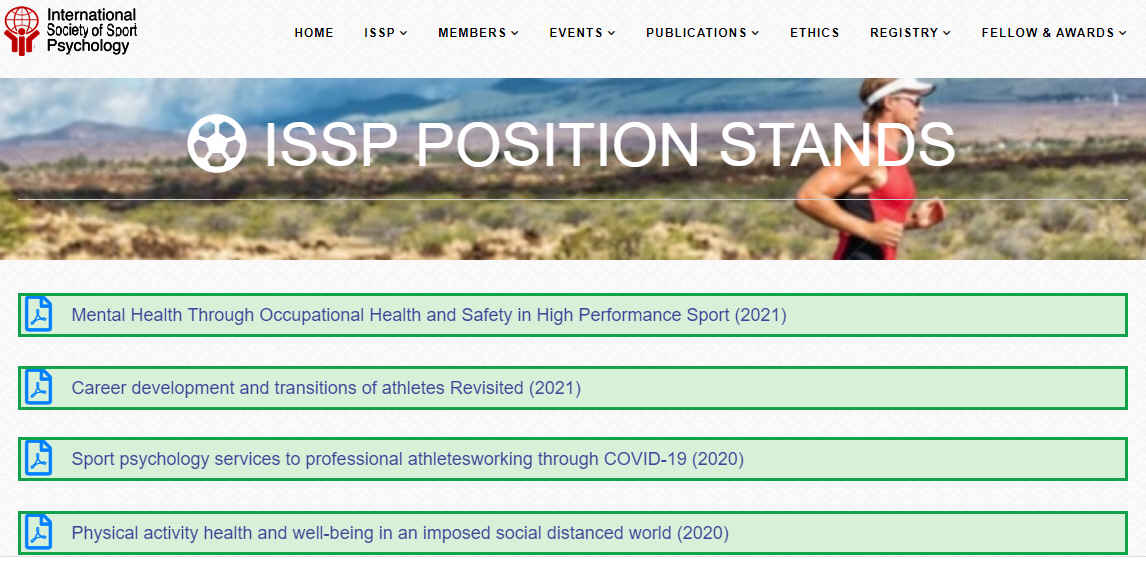 International
Society of Sport
Psychology
HOME ISSP MEMBERS EVENTS PUBLICATIONS ETHICS REGISTRY FELLOW & AWARDS
ISSP POSITION STANDS
Mental Health Through Occupational Health and Safety in High Performance Sport (2021)
Career development and transitions of athletes Revisited (2021)
Sport psychology services to professional athletesworking through COVID-19 (2020)
Physical activity health and well-being in an imposed social distanced world (2020)